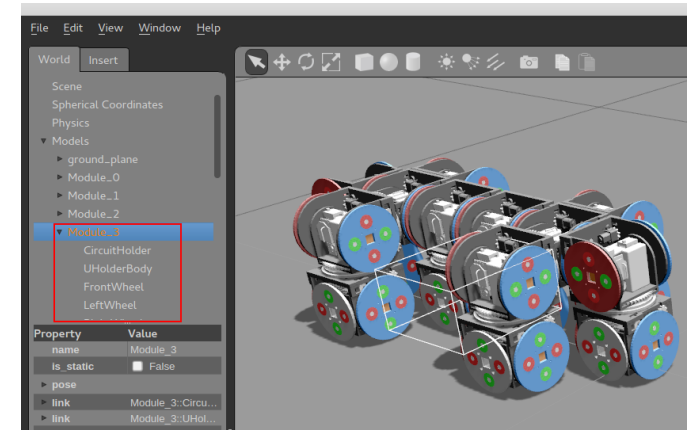 File Edit View Window Help
World Insert
Scene
Spherical Coordinates
Physics
Models
ground_plane
Module_0
Module_1
Module_2
Module_3
CircuitHolder
UHolderBody
FrontWheel
LeftWheel
Property Value
name Module_3
is_static False
pose
link Module_3::Circu...
link Module_3::UHol...